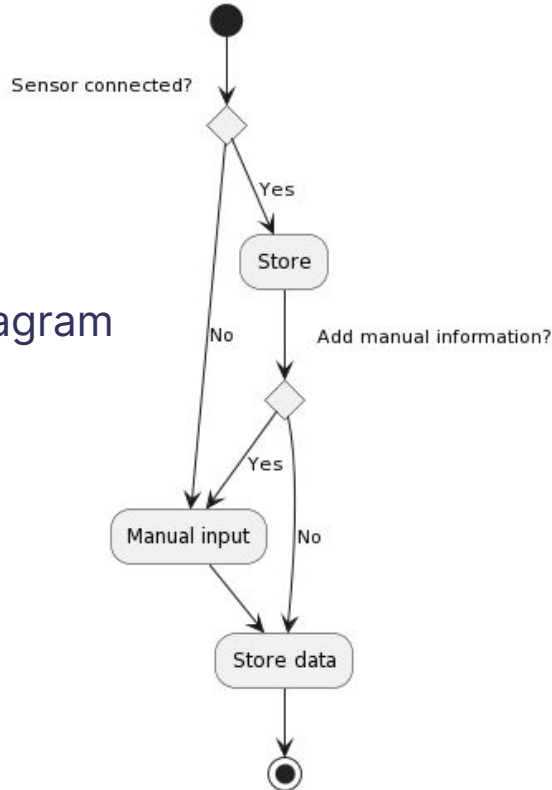 Sensor connected?
Yes
Store
agram
No
Add manual information?
Yes
Manual input
No
Store data